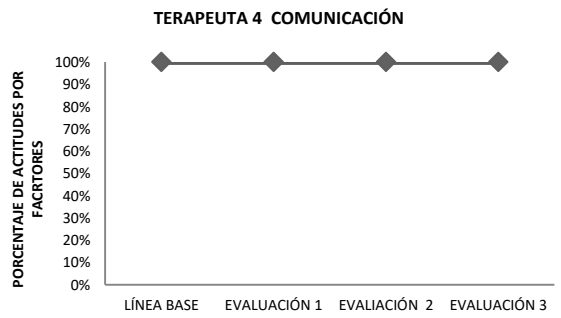 TERAPEUTA 4 COMUNICACIÓN
PORCENTAJE DE ACTITUDES POR
FACRTORES
100%
90%
80%
70%
60%
50%
40%
30%
20%
10%
0%
LÍNEA BASE EVALUACIÓN 1 EVALIACIÓN 2 EVALUACIÓN 3